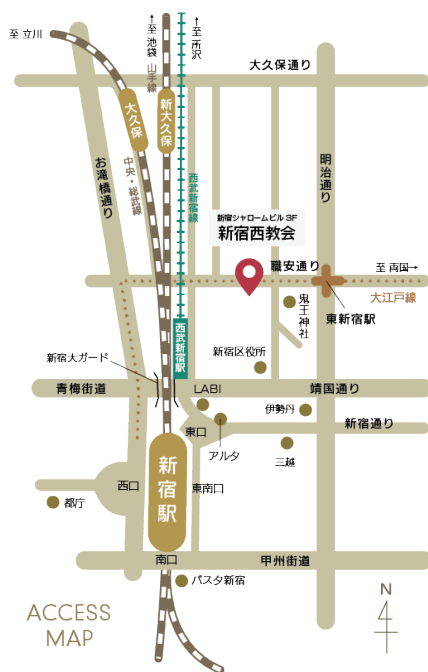 至 立川
←至 池袋
山手線
←至 所沢
大久保通り
大久保
新大久保
お滝橋通り
中央・総武線
西武新宿線
明治通り
新宿シャロームビル 3F
新宿西教会
職安通り
至 両国→
大江戸線
鬼王神社
東新宿駅
西武新宿駅
新宿大ガード
新宿区役所
青梅街道
LABI
靖国通り
伊勢丹
新宿通り
東口
アルタ
三越
新宿駅
西口
東南口
都庁
南口
甲州街道
バスタ新宿
ACCESS
MAP
N